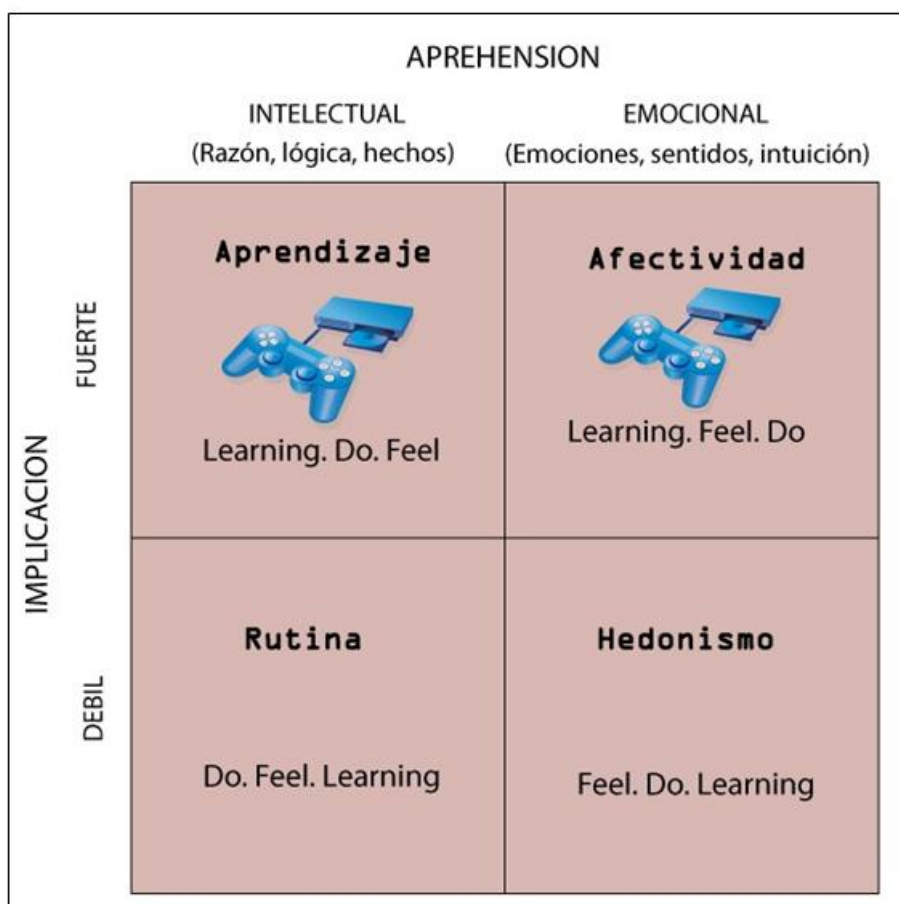 APREHENSION
INTELECTUAL
(Razón, lógica, hechos)
EMOCIONAL
(Emociones, sentidos, intuición)
IMPLICACION
FUERTE
Aprendizaje
Learning. Do. Feel
Afectividad
Learning. Feel. Do
DEBIL
Rutina
Do. Feel. Learning
Hedonismo
Feel. Do. Learning